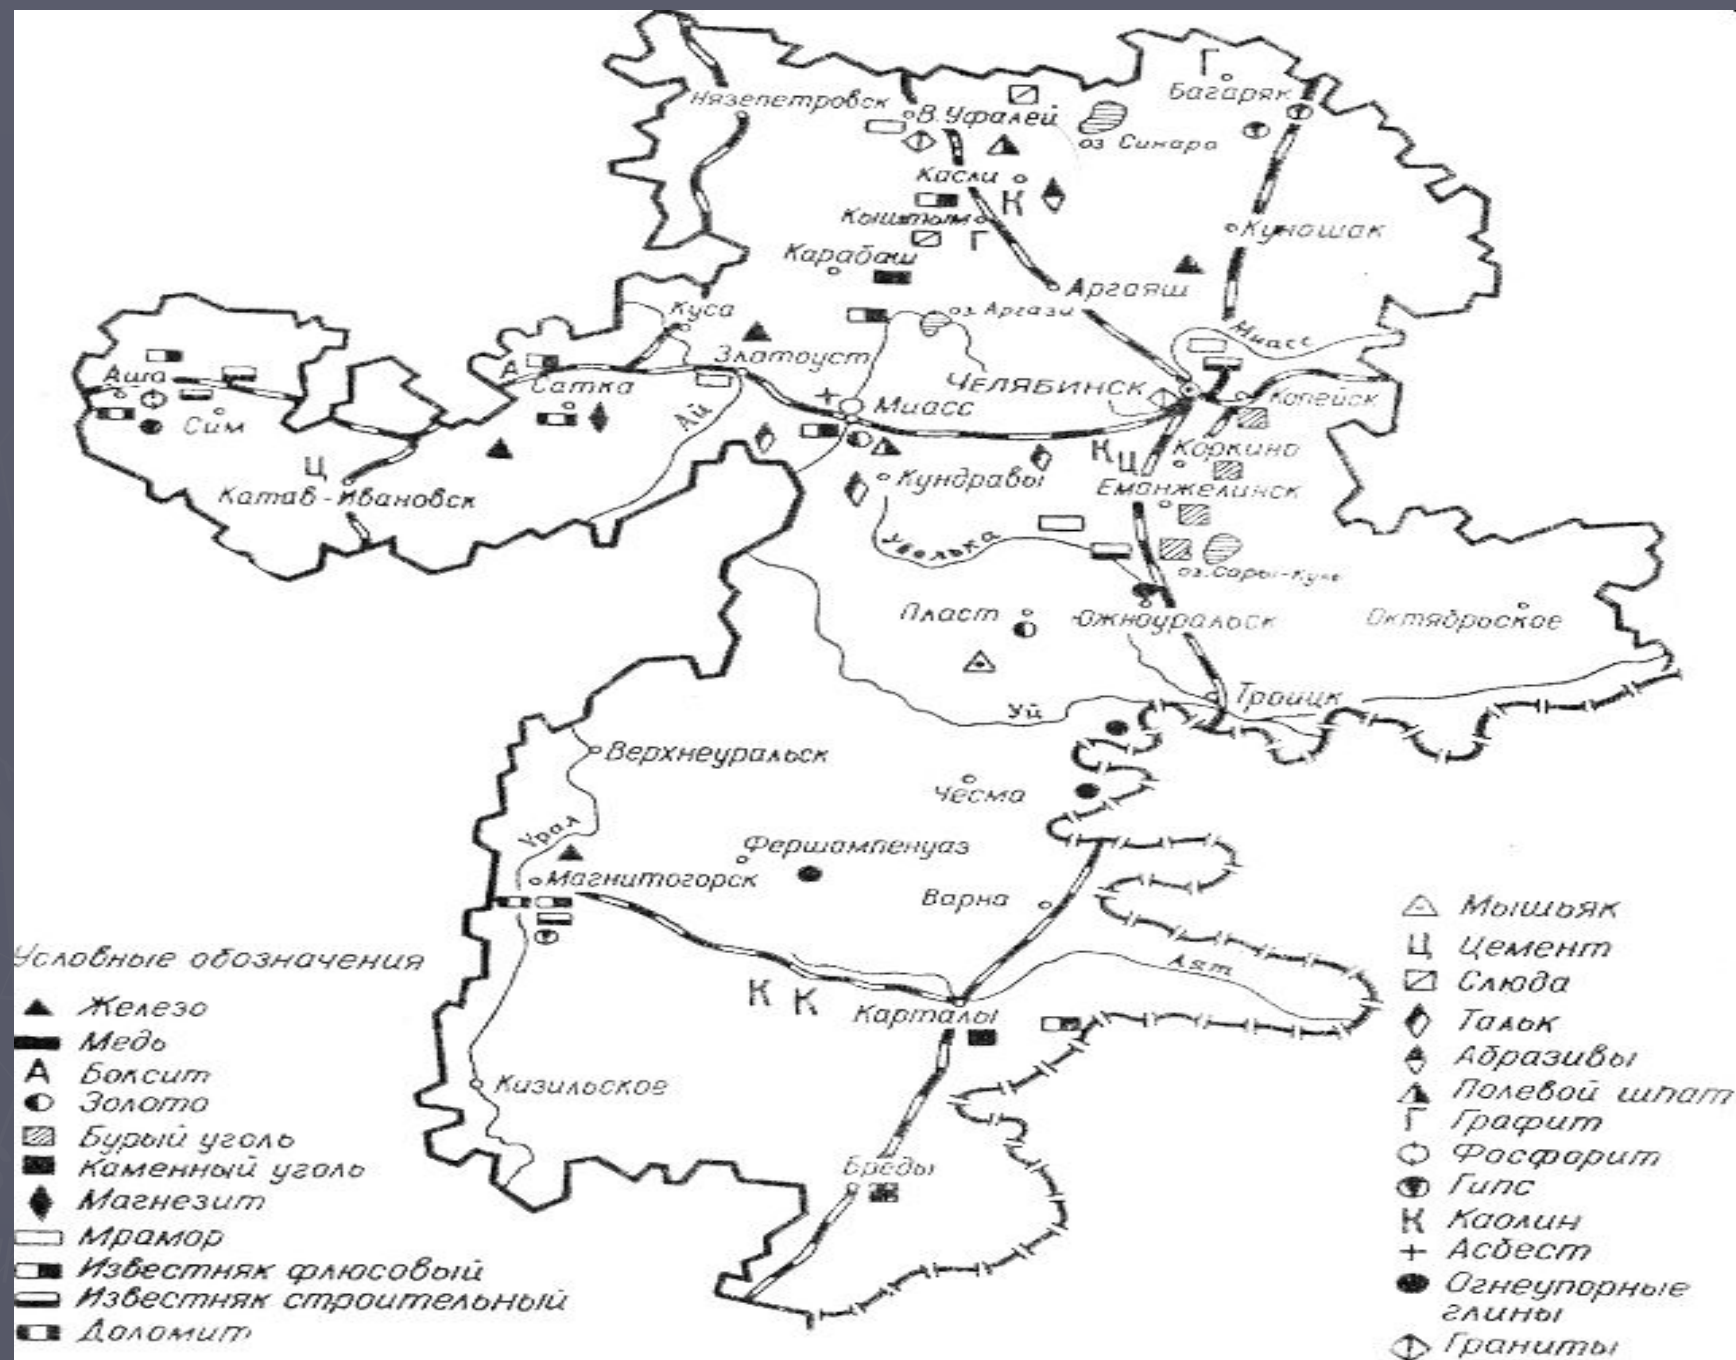 Г
Багаряк
Нязепетровск
В. Уфалей
оз Синара
Касли
К
Кыштым
Г
Кунашак
Карабаш
Аргаяш
Куса
оз. Аргази
Миасс
Златоуст
Аша
А
Сатка
ЧЕЛЯБИНСК
Копейск
Ай
Миасс
Сим
Коркино
Ц
К
Ц
Катав-Ивановск
Кундравы
Еманжелинск
Увелька
оз. Сары-Куль
Пласт
Южноуральск
Октябрьское
Троицк
Уй
Верхнеуральск
Чесма
Урал
Фершампенуаз
Магнитогорск
Варна
Аят
К К
Карталы
Кизильское
Бреды
Условные обозначения
Железо
Медь
А Боксит
Золото
Бурый уголь
Каменный уголь
Магнезит
Мрамор
Известняк флюсовый
Известняк строительный
Доломит
Мышьяк
Ц Цемент
Слюда
Тальк
Абразивы
Полевой шпат
Г Графит
Фосфорит
Гипс
К Каолин
+ Асбест
Огнеупорные
глины
Граниты